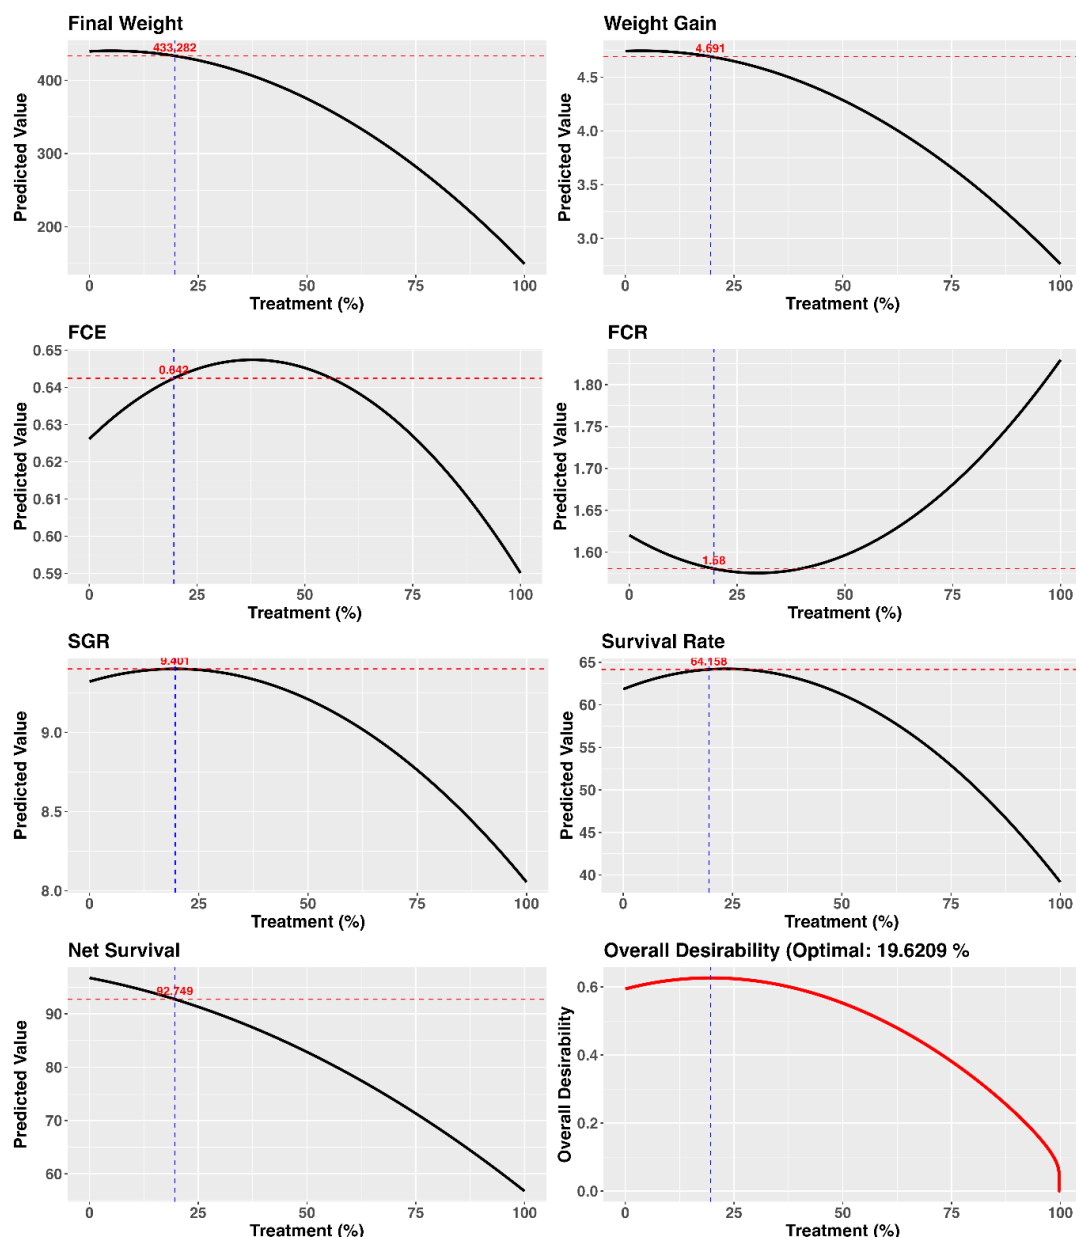 Final Weight
433.282
400
300
200
Predicted Value
0 25 50 75 100
Treatment (%)
Weight Gain
4.691
4.5
4.0
3.5
3.0
Predicted Value
0 25 50 75 100
Treatment (%)
FCE
0.65
0.642
0.64
0.63
0.62
0.61
0.60
0.59
Predicted Value
0 25 50 75 100
Treatment (%)
FCR
1.80
1.70
1.60
1.58
Predicted Value
0 25 50 75 100
Treatment (%)
SGR
9.401
9.0
8.5
8.0
Predicted Value
0 25 50 75 100
Treatment (%)
Survival Rate
65
64.158
60
55
50
45
40
Predicted Value
0 25 50 75 100
Treatment (%)
Net Survival
92.749
90
80
70
60
Predicted Value
0 25 50 75 100
Treatment (%)
Overall Desirability (Optimal: 19.6209 %
0.6
0.4
0.2
0.0
Overall Desirability
0 25 50 75 100
Treatment (%)